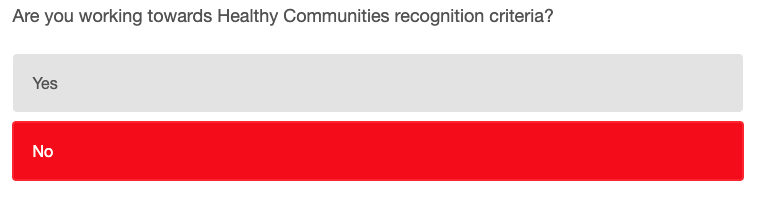 Are you working towards Healthy Communities recognition criteria?
Yes
No